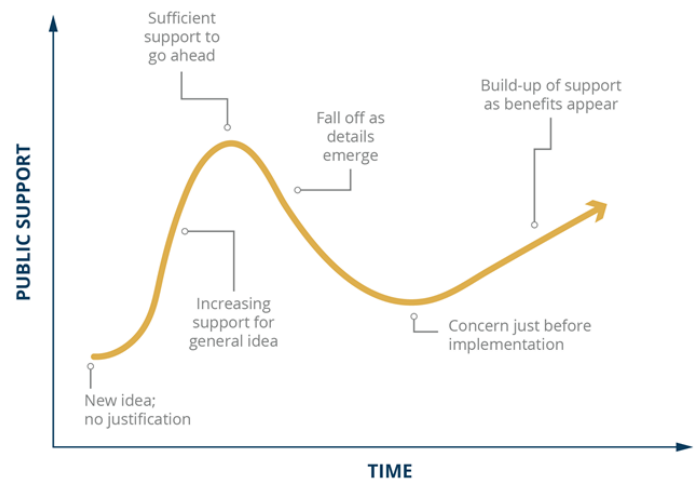 Sufficient
support to
go ahead
Build-up of support
as benefits appear
Fall off as
details
emerge
PUBLIC SUPPORT
Increasing
support for
general idea
Concern just before
implementation
New idea;
no justification
TIME